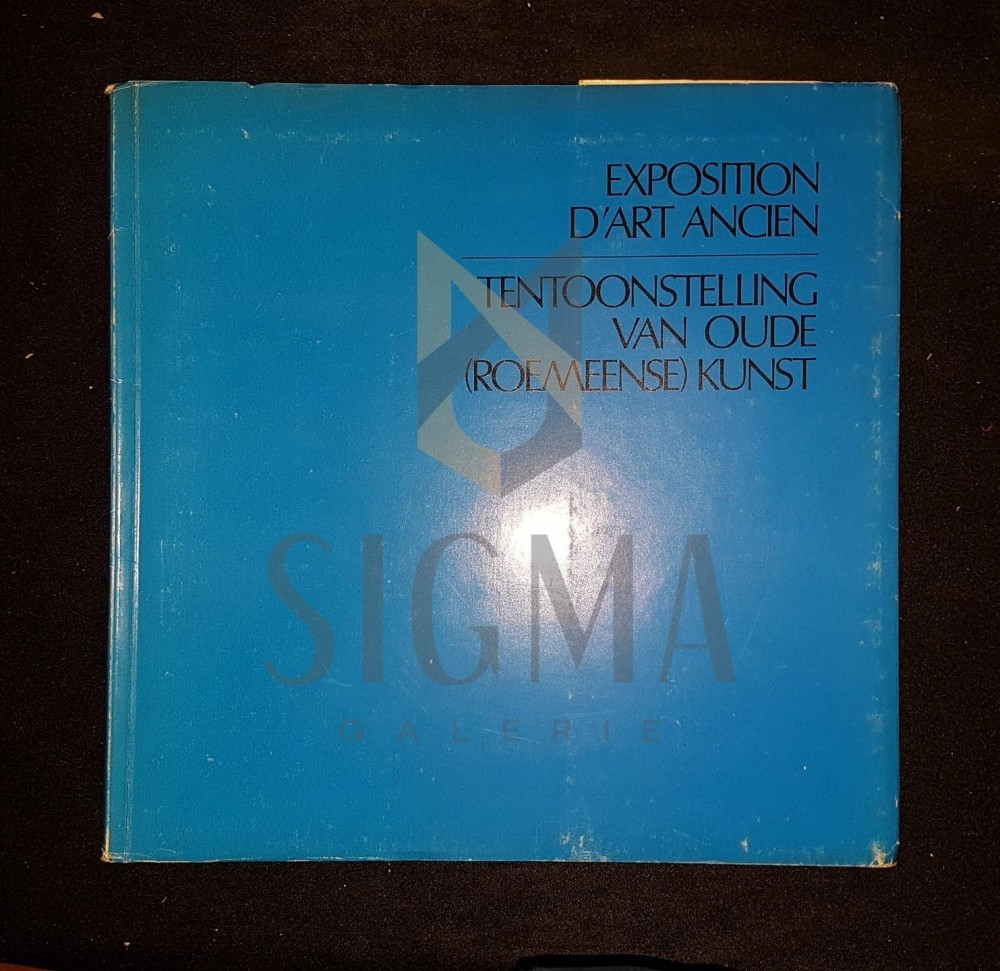 EXPOSITION
D'ART ANCIEN
TENTOONSTELLING
VAN OUDE
(ROEMEENSE) KUNST
SIGMA
GALERIE